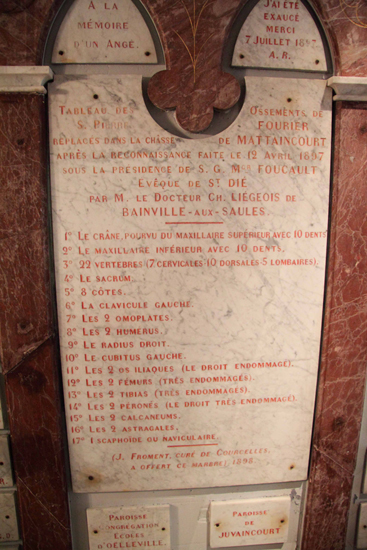 À LA
MÉMOIRE
D'UN ANGE.
J'AI ÉTÉ
EXAUCÉ
MERCI
7 JUILLET
A. R.
TABLEAU DES OSSEMENTS DE
S. PIERRE FOURIER
REPLACÉS DANS LA CHÂSSE DE MATTAINCOURT
APRÈS LA RECONNAISSANCE FAITE LE 12 AVRIL 1897
SOUS LA PRÉSIDENCE DE S. G. MGR FOUCAULT
ÉVÊQUE DE ST DIÉ
PAR M. LE DOCTEUR CH. LIÉGEOIS DE
BAINVILLE-AUX-SAULES.
1° LE CRÂNE, POURVU DU MAXILLAIRE SUPÉRIEUR AVEC 10 DENTS
2° LE MAXILLAIRE INFÉRIEUR AVEC 10 DENTS.
3° 22 VERTÈBRES (7 CERVICALES 10 DORSALES 5 LOMBAIRES).
4° LE SACRUM.
5° 8 CÔTES.
6° LA CLAVICULE GAUCHE.
7° LES 2 OMOPLATES.
8° LES 2 HUMÉRUS.
9° LE RADIUS DROIT.
10° LE CUBITUS GAUCHE.
11° LES 2 OS ILIAQUES (LE DROIT ENDOMMAGÉ).
12° LES 2 FÉMURS (TRÈS ENDOMMAGÉS).
13° LES 2 TIBIAS (TRÈS ENDOMMAGÉS).
14° LES 2 PÉRONÉS (LE DROIT TRÈS ENDOMMAGÉ).
15° LES 2 CALCANEUMS.
16° LES 2 ASTRAGALES.
17° 1 SCAPHOÏDE OU NAVICULAIRE.
(J. FROMENT, CURÉ DE COURCELLES,
A OFFERT CE MARBRE) 1898.
PAROISSE
CONGRÉGATION
ÉCOLES
D'OËLLEVILLE.
PAROISSE DE
JUVAINCOURT